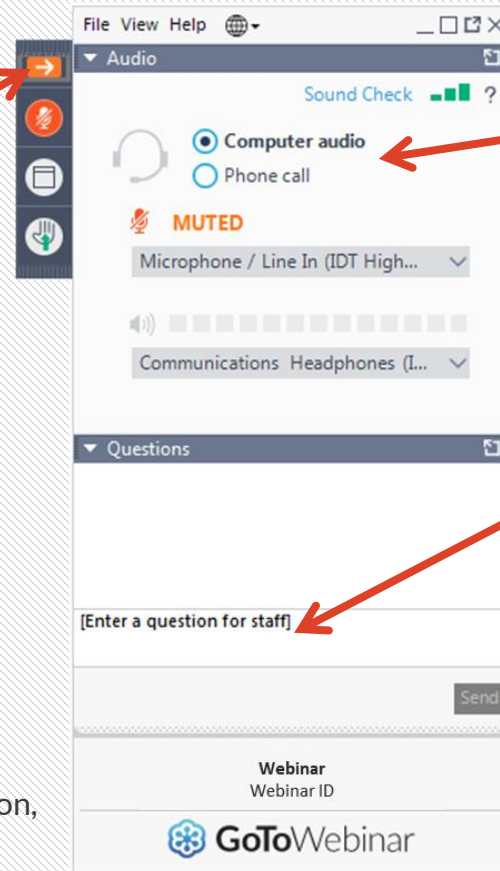 File View Help
Audio
Sound Check ?
Computer audio
Phone call
MUTED
Microphone / Line In (IDT High...
Communications Headphones (I...
Questions
[Enter a question for staff]
Send
Webinar
Webinar ID
on,
GoToWebinar